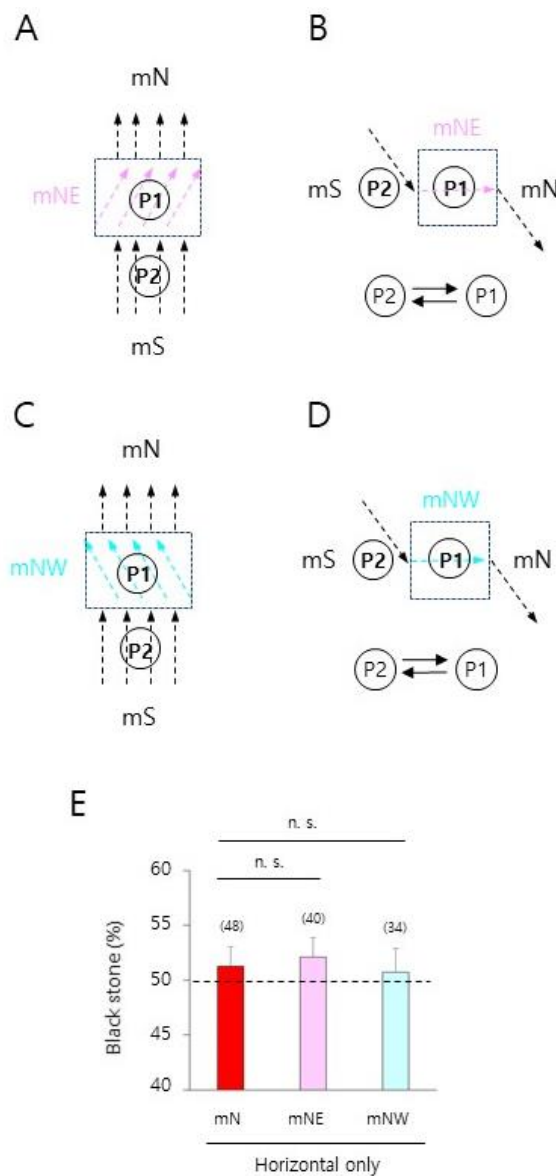 A
mN
mNE
P1
P2
mS
B
mNE
mS P2 P1 mN
P2 P1
C
mN
mNW
P1
P2
mS
D
mNW
mS P2 P1 mN
P2 P1
E
n. s.
n. s.
Black stone (%)
60
55
50
45
40
(48) (40) (34)
mN mNE mNW
Horizontal only